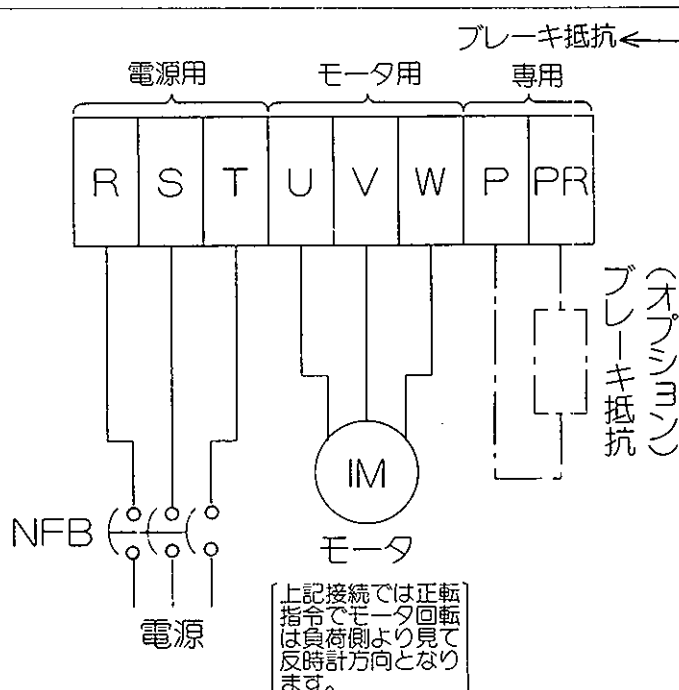 ブレーキ抵抗←
電源用 モータ用 専用
R S T U V W P PR
(オプション)
ブレーキ抵抗
IM
NFB
モータ
電源
上記接続では正転
指令でモータ回転
は負荷側より見て
反時計方向となり
ます。